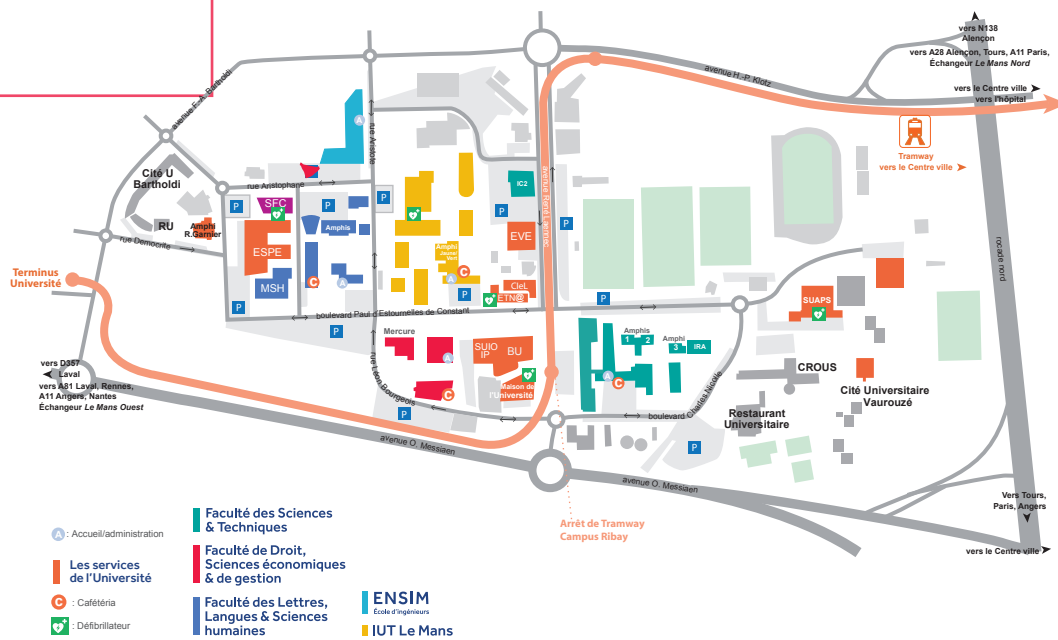 vers N138
Alençon
vers A28 Alençon, Tours, A11 Paris,
Échangeur Le Mans Nord
avenue H.-P. Klotz
vers le Centre ville
vers l'hôpital
Tramway
vers le Centre ville
avenue F.-A. Bartholdi
rue Aristote
A
Cité U
Bartholdi
rue Aristophane
IC2
P
P
P
SFC
P
RU
Amphi
R.Garnier
Amphis
P
avenue René Laennec
rue Démocrite
ESPE
EVE
Amphi
Jaune/
Vert
rocade nord
Terminus
Université
MSH
C
A
C
A
P
CIeL
ETN@
P
SUAPS
P
boulevard Paul d'Estournelles de Constant
P
Mercure
Amphis
1
2
Amphi
3
IRA
vers D357
Laval
A
SUIO
IP
BU
vers A81 Laval, Rennes,
A11 Angers, Nantes
Échangeur Le Mans Ouest
rue Léon Bourgeois
C
Maison de
l'Université
A
C
CROUS
Cité Universitaire
Vaurouzé
boulevard Charles Nicolle
P
Restaurant
Universitaire
P
avenue O. Messiaen
avenue O. Messiaen
Vers Tours,
Paris, Angers
Arrêt de Tramway
Campus Ribay
vers le Centre ville
A : Accueil/administration
Les services
de l'Université
C : Cafétéria
: Défibrillateur
Faculté des Sciences
& Techniques
Faculté de Droit,
Sciences économiques
& de gestion
Faculté des Lettres,
Langues & Sciences
humaines
ENSIM
École d'ingénieurs
IUT Le Mans